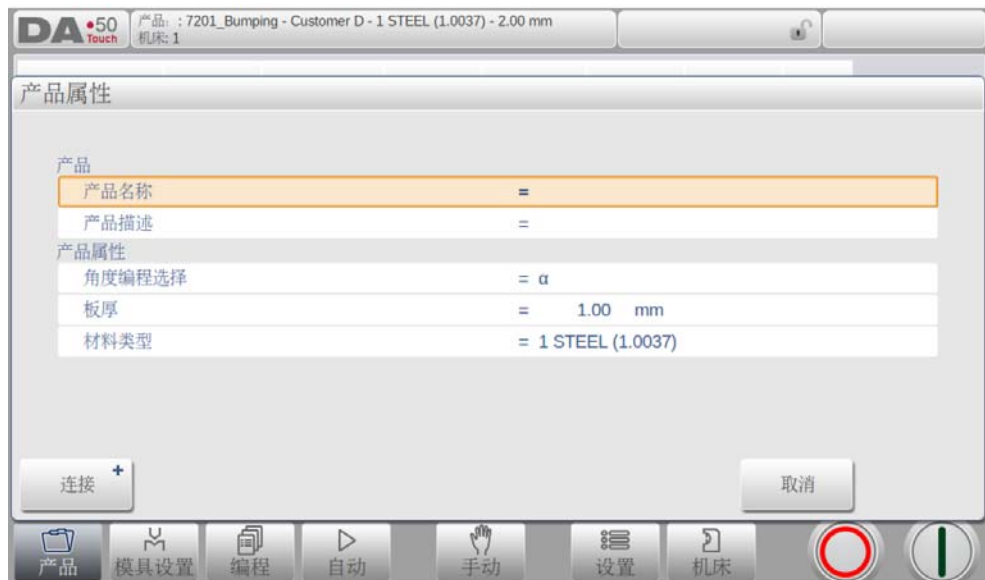 DA•50 Touch
产品: : 7201_Bumping - Customer D - 1 STEEL (1.0037) - 2.00 mm
机床: 1
产品属性
产品
产品名称 =
产品描述 =
产品属性
角度编程选择 = α
板厚 = 1.00 mm
材料类型 = 1 STEEL (1.0037)
连接 +
取消
产品 模具设置 编程 自动 手动 设置 机床